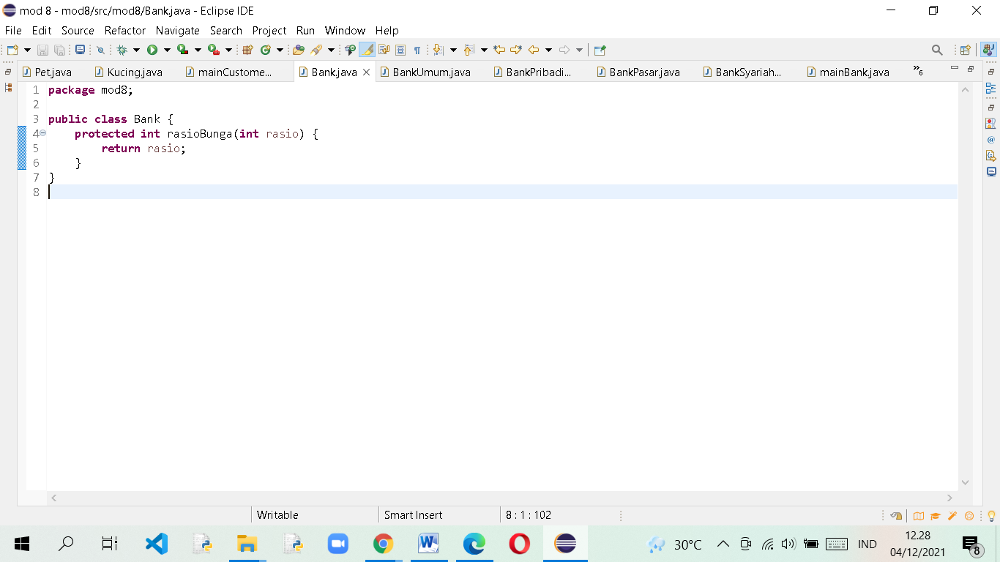 mod 8 - mod8/src/mod8/Bank.java - Eclipse IDE
File Edit Source Refactor Navigate Search Project Run Window Help
Pet.java Kucing.java mainCustome... Bank.java BankUmum.java BankPribadi... BankPasar.java BankSyariah... mainBank.java »6
1 package mod8;
2
3 public class Bank {
4 protected int rasioBunga(int rasio) {
5 return rasio;
6 }
7 }
8
Writable Smart Insert 8 : 1 : 102
30°C IND 12.28
04/12/2021 8